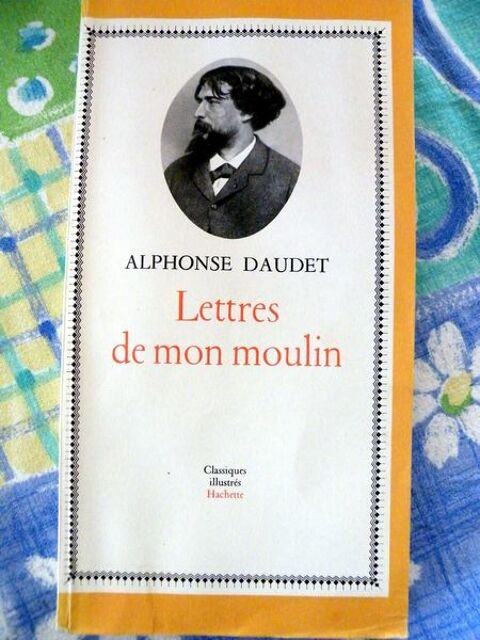 ALPHONSE DAUDET
Lettres
de mon moulin
Classiques
illustrés
Hachette